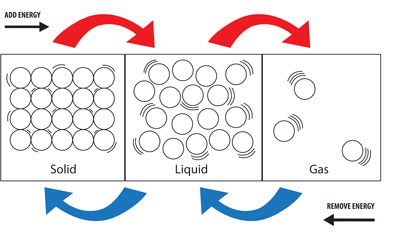 ADD ENERGY
Solid
Liquid
Gas
REMOVE ENERGY